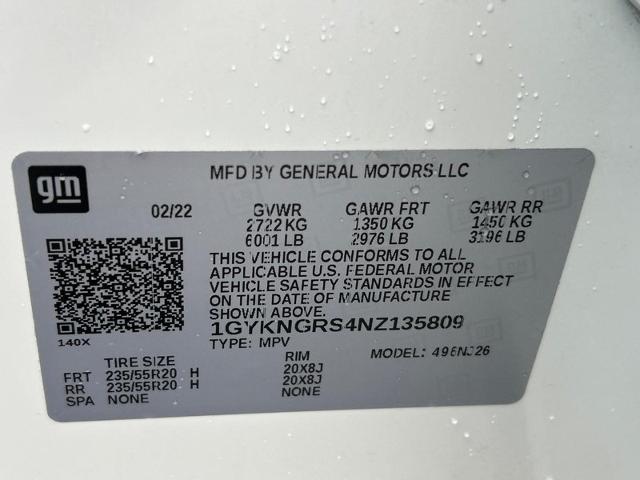 gm
MFD BY GENERAL MOTORS LLC
02/22 GVWR GAWR FRT GAWR RR
2722 KG 1350 KG 1450 KG
6001 LB 2976 LB 3196 LB
THIS VEHICLE CONFORMS TO ALL
APPLICABLE U.S. FEDERAL MOTOR
VEHICLE SAFETY STANDARDS IN EFFECT
ON THE DATE OF MANUFACTURE
SHOWN ABOVE.
1GYKNGRS4NZ135809
140X
TYPE: MPV MODEL: 496NJ26
TIRE SIZE RIM
FRT 235/55R20 H 20X8J
RR 235/55R20 H 20X8J
SPA NONE NONE